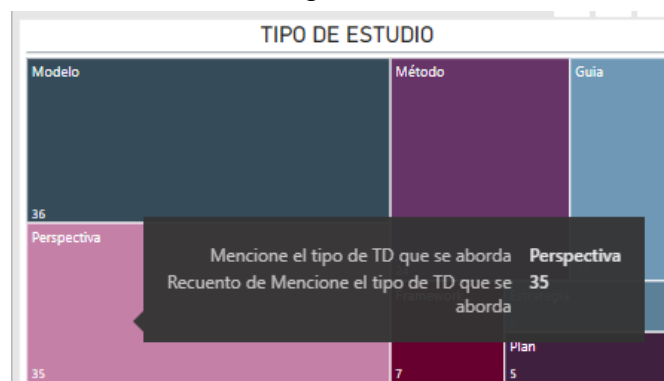 TIPO DE ESTUDIO
Modelo
Método
Guia
36
Perspectiva
Mencione el tipo de TD que se aborda Perspectiva
Recuento de Mencione el tipo de TD que se 35
aborda
Framework
Plan
35
7
5